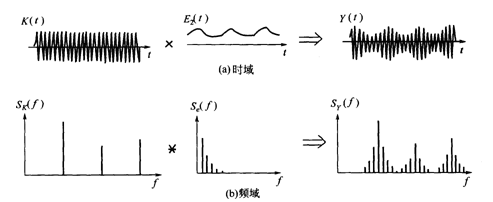 K(t) E₂(t) Y(t)
t × t ⇒ t
(a)时域
S_K(f) S_e(f) S_Y(f)
f * f ⇒ f
(b)频域